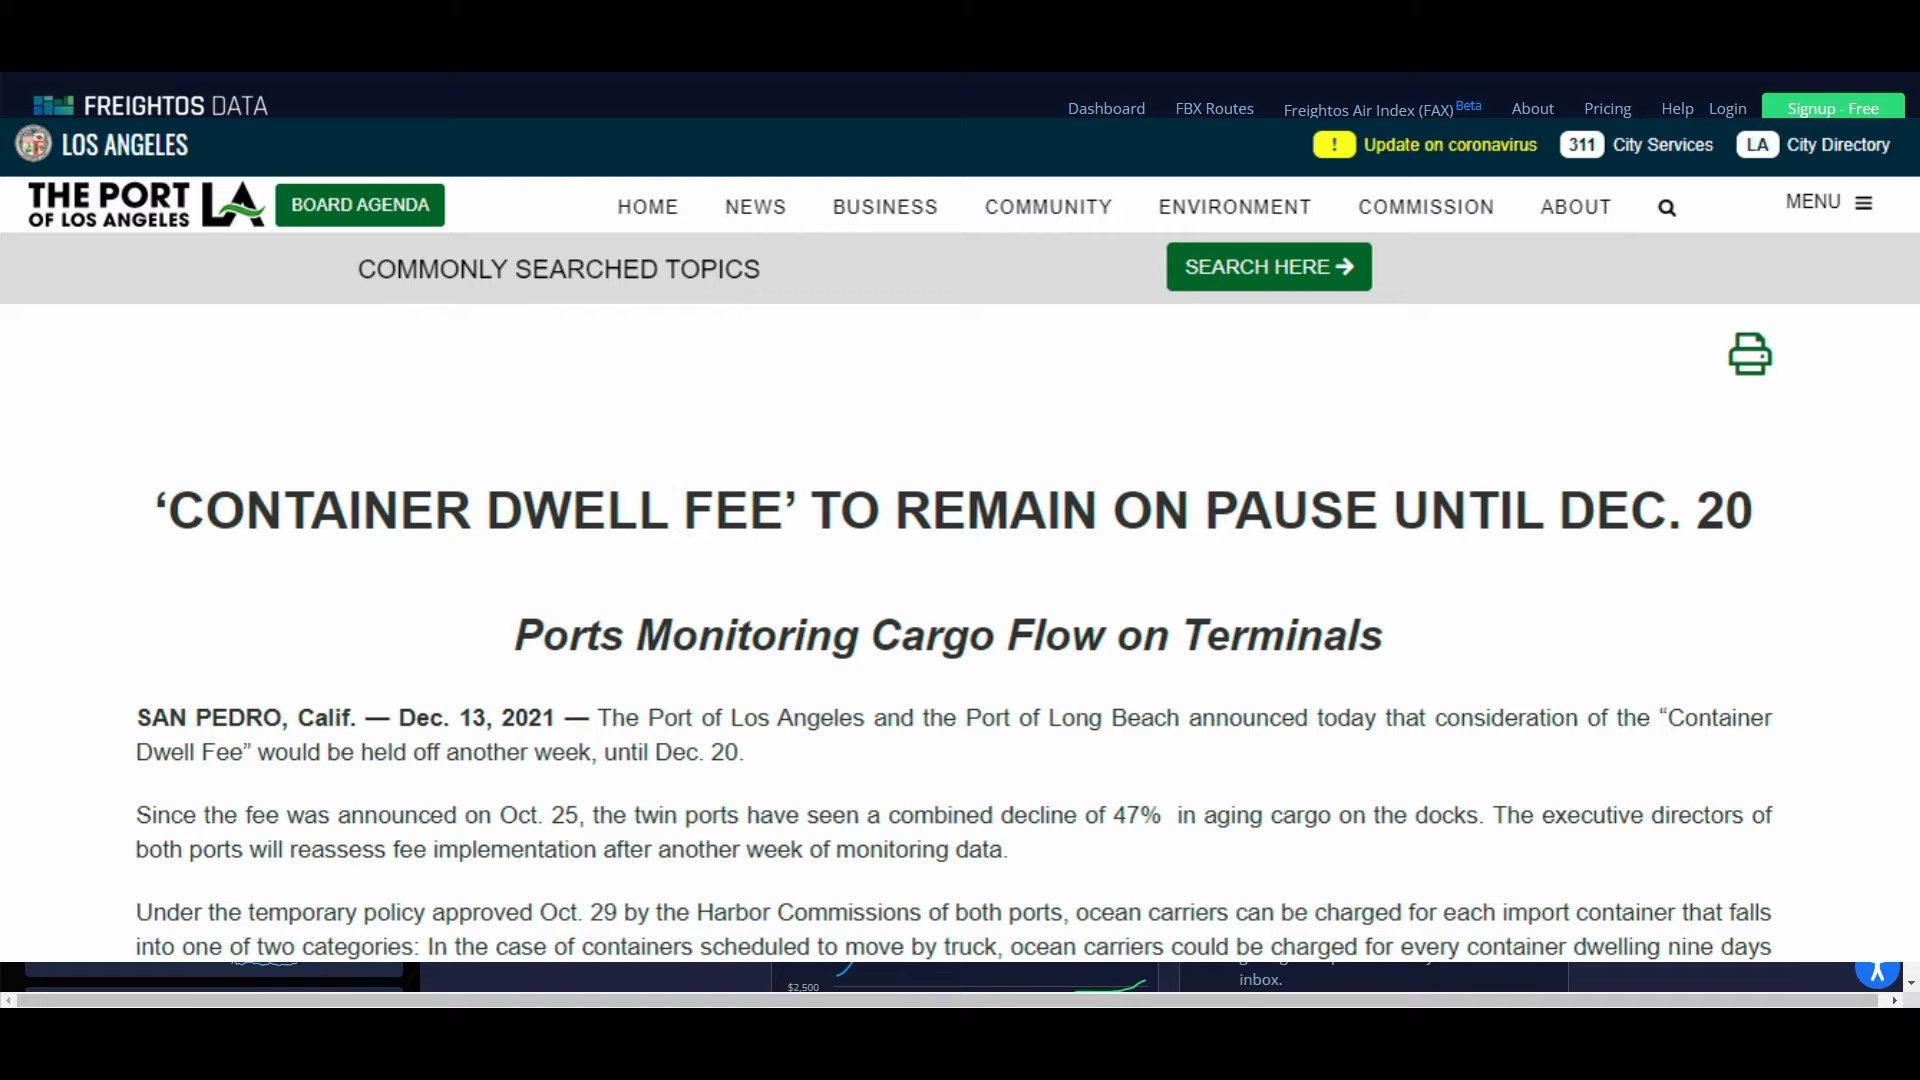 FREIGHTOS DATA
Dashboard FBX Routes Freightos Air Index (FAX) Beta About Pricing Help Login Signup - Free
LOS ANGELES
! Update on coronavirus 311 City Services LA City Directory
THE PORT
OF LOS ANGELES LA
BOARD AGENDA
HOME NEWS BUSINESS COMMUNITY ENVIRONMENT COMMISSION ABOUT MENU
COMMONLY SEARCHED TOPICS
SEARCH HERE
‘CONTAINER DWELL FEE’ TO REMAIN ON PAUSE UNTIL DEC. 20
Ports Monitoring Cargo Flow on Terminals
SAN PEDRO, Calif. — Dec. 13, 2021 — The Port of Los Angeles and the Port of Long Beach announced today that consideration of the “Container
Dwell Fee” would be held off another week, until Dec. 20.
Since the fee was announced on Oct. 25, the twin ports have seen a combined decline of 47% in aging cargo on the docks. The executive directors of
both ports will reassess fee implementation after another week of monitoring data.
Under the temporary policy approved Oct. 29 by the Harbor Commissions of both ports, ocean carriers can be charged for each import container that falls
into one of two categories: In the case of containers scheduled to move by truck, ocean carriers could be charged for every container dwelling nine days
inbox.
$2,500